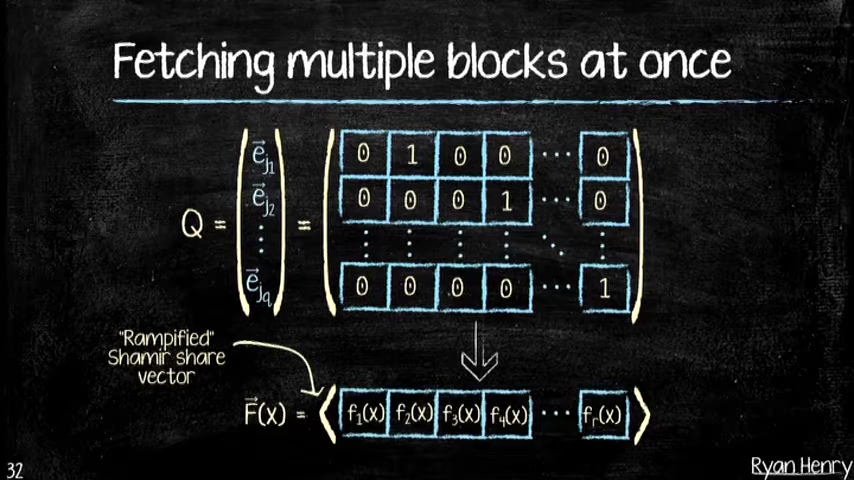 Fetching multiple blocks at once
Q = ( e⃗_{j1} e⃗_{j2} ⋮ e⃗_{jq} ) =
0 1 0 0 ⋯ 0
0 0 0 1 ⋯ 0
⋮ ⋮ ⋮ ⋮ ⋱ ⋮
0 0 0 0 ⋯ 1
"Rampified"
Shamir share
vector
F⃗(x) = ⟨ f₁(x) f₂(x) f₃(x) f₄(x) ⋯ fᵣ(x) ⟩
32
Ryan Henry